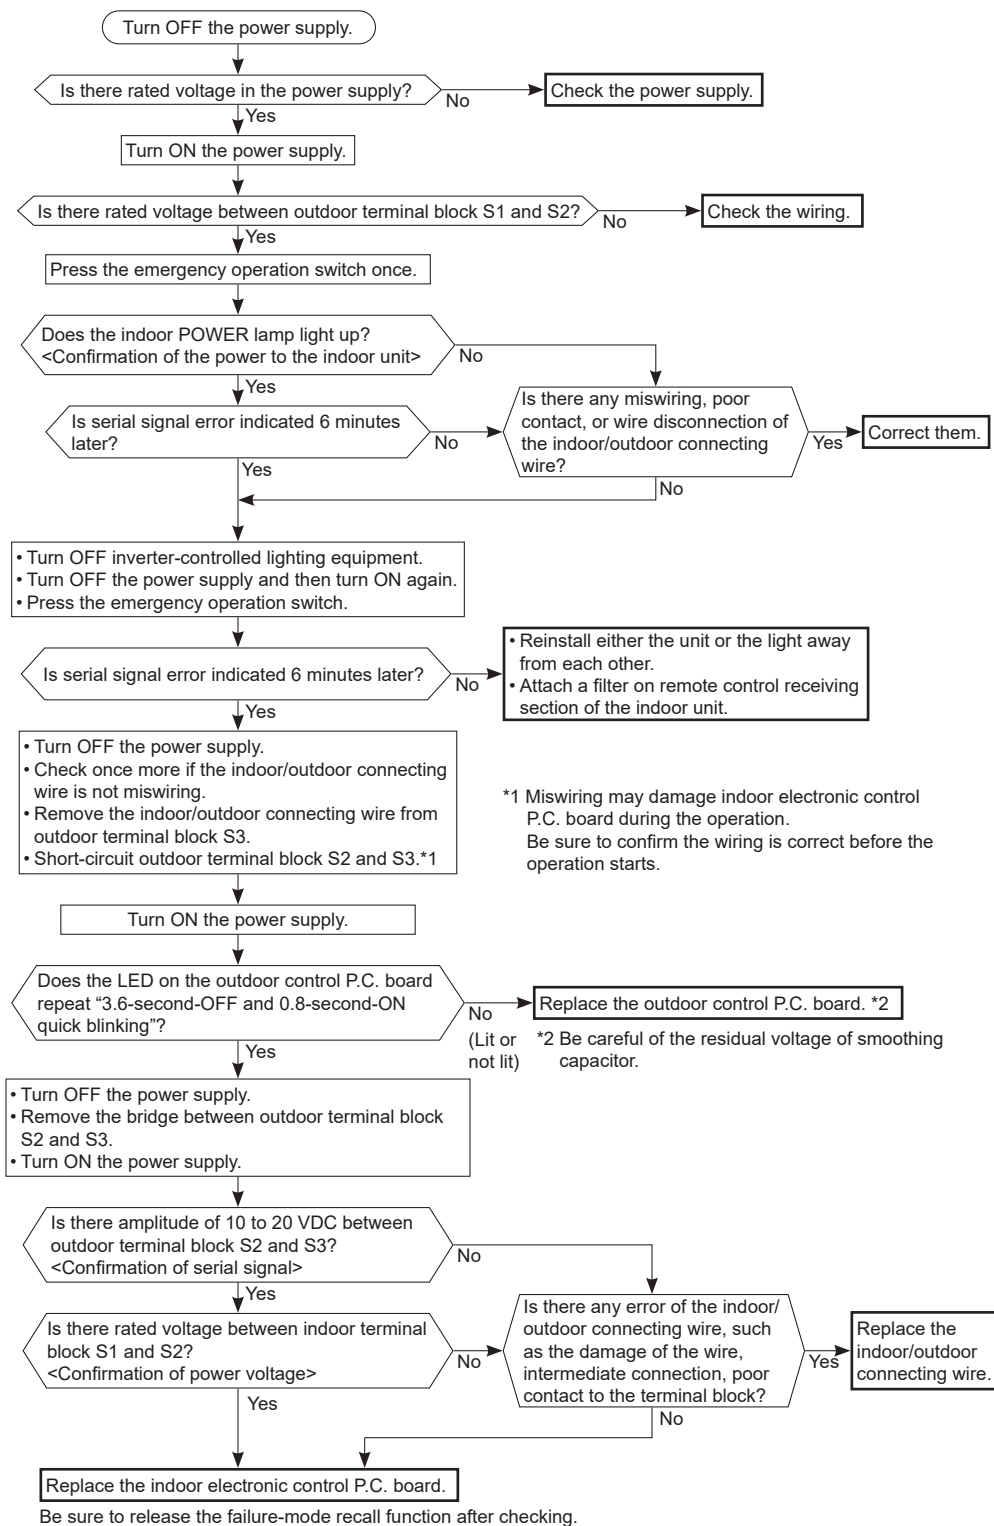 Turn OFF the power supply.
Is there rated voltage in the power supply?
No
Check the power supply.
Yes
Turn ON the power supply.
Is there rated voltage between outdoor terminal block S1 and S2?
No
Check the wiring.
Yes
Press the emergency operation switch once.
Does the indoor POWER lamp light up?
<Confirmation of the power to the indoor unit>
No
Yes
Is serial signal error indicated 6 minutes
later?
No
Is there any miswiring, poor
contact, or wire disconnection of
the indoor/outdoor connecting
wire?
Yes
Correct them.
Yes
No
• Turn OFF inverter-controlled lighting equipment.
• Turn OFF the power supply and then turn ON again.
• Press the emergency operation switch.
Is serial signal error indicated 6 minutes later?
No
• Reinstall either the unit or the light away
from each other.
• Attach a filter on remote control receiving
section of the indoor unit.
Yes
• Turn OFF the power supply.
• Check once more if the indoor/outdoor connecting
wire is not miswiring.
• Remove the indoor/outdoor connecting wire from
outdoor terminal block S3.
• Short-circuit outdoor terminal block S2 and S3.*1
*1 Miswiring may damage indoor electronic control
P.C. board during the operation.
Be sure to confirm the wiring is correct before the
operation starts.
Turn ON the power supply.
Does the LED on the outdoor control P.C. board
repeat “3.6-second-OFF and 0.8-second-ON
quick blinking”?
No
(Lit or
not lit)
Replace the outdoor control P.C. board. *2
*2 Be careful of the residual voltage of smoothing
capacitor.
Yes
• Turn OFF the power supply.
• Remove the bridge between outdoor terminal block
S2 and S3.
• Turn ON the power supply.
Is there amplitude of 10 to 20 VDC between
outdoor terminal block S2 and S3?
<Confirmation of serial signal>
No
Yes
Is there rated voltage between indoor terminal
block S1 and S2?
<Confirmation of power voltage>
No
Is there any error of the indoor/
outdoor connecting wire, such
as the damage of the wire,
intermediate connection, poor
contact to the terminal block?
Yes
Replace the
indoor/outdoor
connecting wire.
Yes
No
Replace the indoor electronic control P.C. board.
Be sure to release the failure-mode recall function after checking.